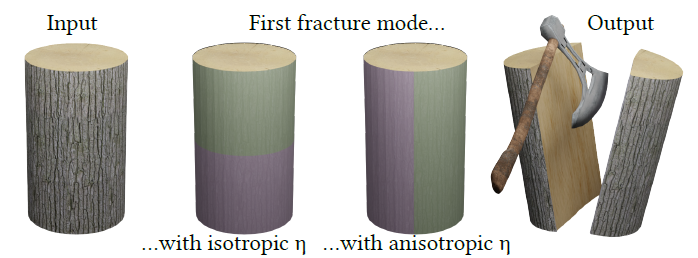 Input
First fracture mode...
Output
...with isotropic η
...with anisotropic η